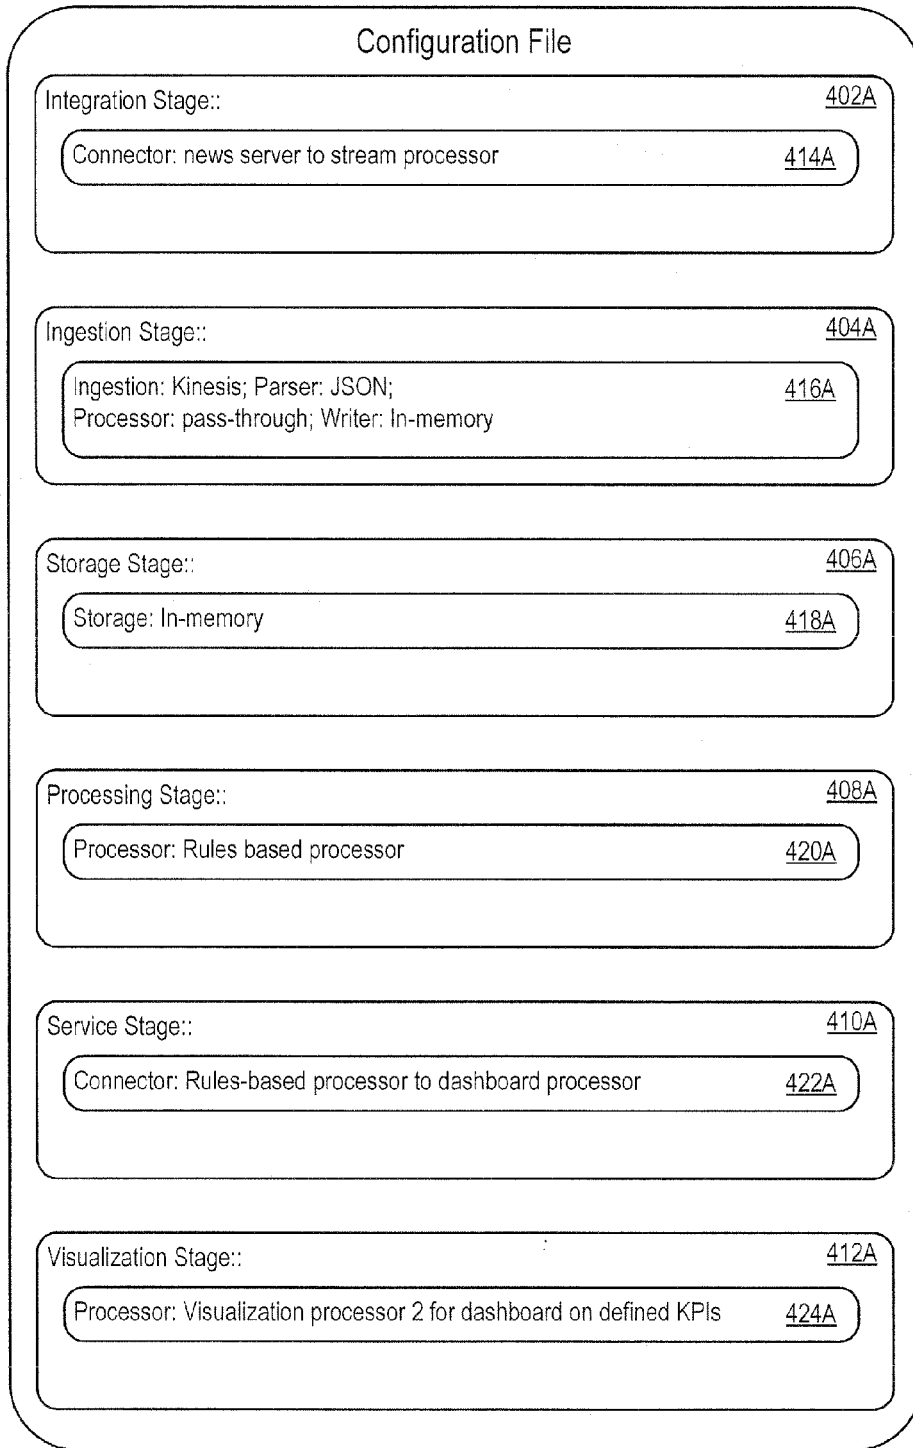 Configuration File
Integration Stage:: 402A
Connector: news server to stream processor 414A
Ingestion Stage:: 404A
Ingestion: Kinesis; Parser: JSON; 416A
Processor: pass-through; Writer: In-memory
Storage Stage:: 406A
Storage: In-memory 418A
Processing Stage:: 408A
Processor: Rules based processor 420A
Service Stage:: 410A
Connector: Rules-based processor to dashboard processor 422A
Visualization Stage:: 412A
Processor: Visualization processor 2 for dashboard on defined KPIs 424A